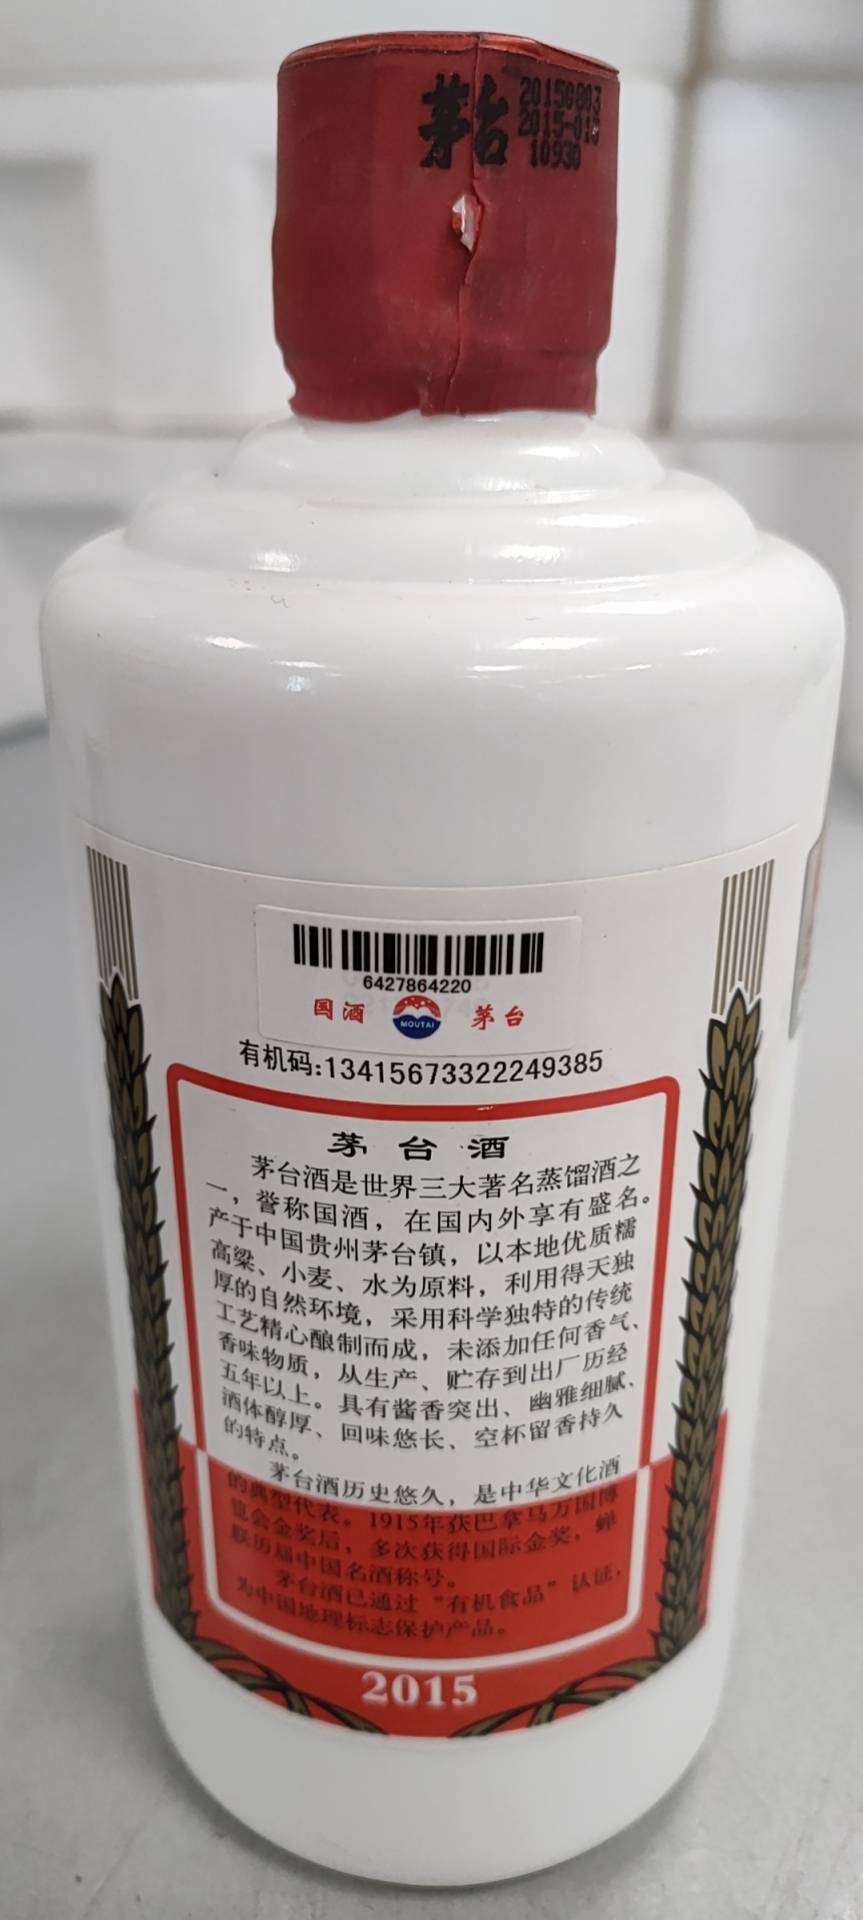 茅台
20150803
2015-018
10930
6427864220
国酒
MOUTAI
茅台
有机码:13415673322249385
茅台酒
茅台酒是世界三大著名蒸馏酒之
一，誉称国酒，在国内外享有盛名。
产于中国贵州茅台镇，以本地优质糯
高粱、小麦、水为原料，利用得天独
厚的自然环境，采用科学独特的传统
工艺精心酿制而成，未添加任何香气、
香味物质，从生产、贮存到出厂历经
五年以上。具有酱香突出、幽雅细腻、
酒体醇厚、回味悠长、空杯留香持久
的特点。
茅台酒历史悠久，是中华文化酒
的典型代表。1915年获巴拿马万国博
览会金奖后，多次获得国际金奖，蝉
联历届中国名酒称号。
茅台酒已通过“有机食品”认证，
为中国地理标志保护产品。
2015